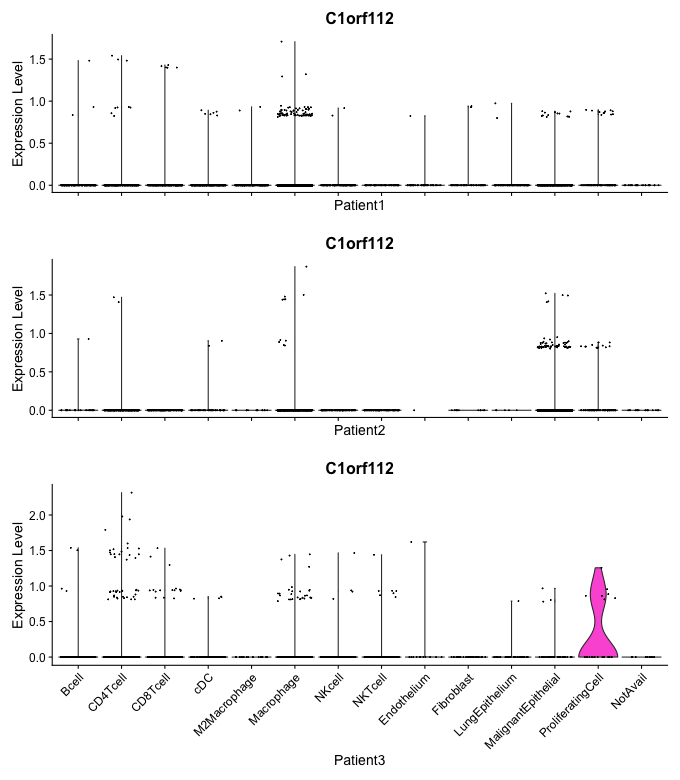 C1orf112
Expression Level
1.5
1.0
0.5
0.0
Patient1
C1orf112
Expression Level
1.5
1.0
0.5
0.0
Patient2
C1orf112
Expression Level
2.0
1.5
1.0
0.5
0.0
Bcell
CD4Tcell
CD8Tcell
cDC
M2Macrophage
Macrophage
NKcell
NKTcell
Endothelium
Fibroblast
LungEpithelium
MalignantEpithelial
ProliferatingCell
NotAvail
Patient3